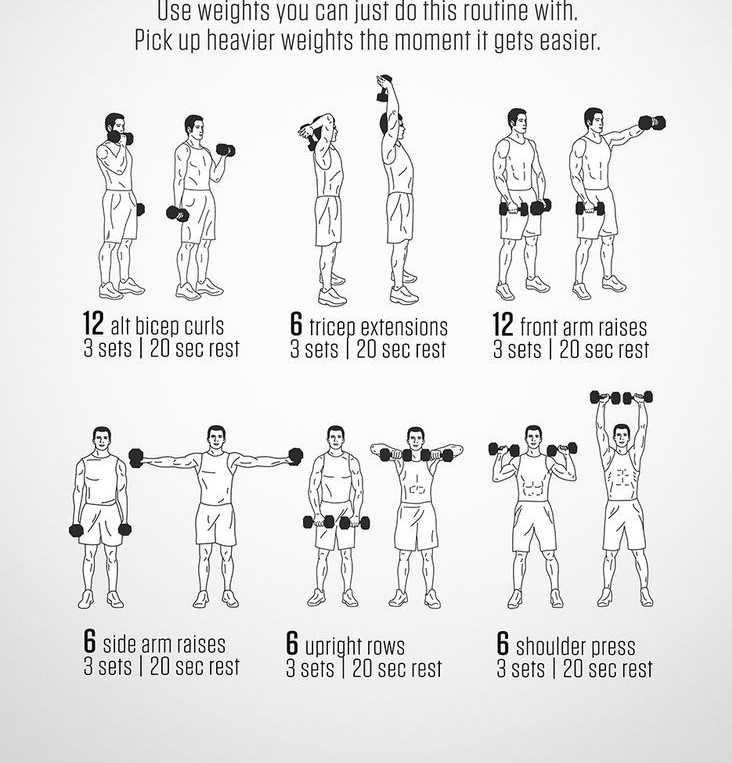 Use weights you can just do this routine with.
Pick up heavier weights the moment it gets easier.
12 alt bicep curls
3 sets | 20 sec rest
6 tricep extensions
3 sets | 20 sec rest
12 front arm raises
3 sets | 20 sec rest
6 side arm raises
3 sets | 20 sec rest
6 upright rows
3 sets | 20 sec rest
6 shoulder press
3 sets | 20 sec rest